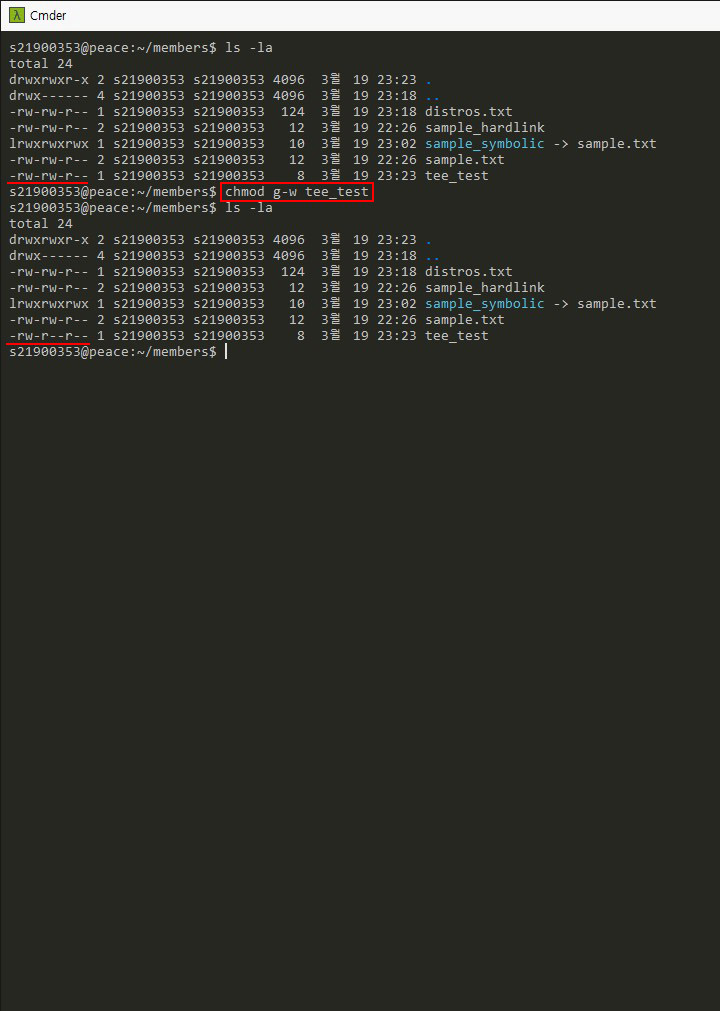 Cmder
s21900353@peace:~/members$ ls -la
total 24
drwxrwxr-x 2 s21900353 s21900353 4096  3월  19 23:23 .
drwx------ 4 s21900353 s21900353 4096  3월  19 23:18 ..
-rw-rw-r-- 1 s21900353 s21900353  124  3월  19 23:18 distros.txt
-rw-rw-r-- 2 s21900353 s21900353   12  3월  19 22:26 sample_hardlink
lrwxrwxrwx 1 s21900353 s21900353   10  3월  19 23:02 sample_symbolic -> sample.txt
-rw-rw-r-- 2 s21900353 s21900353   12  3월  19 22:26 sample.txt
-rw-rw-r-- 1 s21900353 s21900353    8  3월  19 23:23 tee_test
s21900353@peace:~/members$ chmod g-w tee_test
s21900353@peace:~/members$ ls -la
total 24
drwxrwxr-x 2 s21900353 s21900353 4096  3월  19 23:23 .
drwx------ 4 s21900353 s21900353 4096  3월  19 23:18 ..
-rw-rw-r-- 1 s21900353 s21900353  124  3월  19 23:18 distros.txt
-rw-rw-r-- 2 s21900353 s21900353   12  3월  19 22:26 sample_hardlink
lrwxrwxrwx 1 s21900353 s21900353   10  3월  19 23:02 sample_symbolic -> sample.txt
-rw-rw-r-- 2 s21900353 s21900353   12  3월  19 22:26 sample.txt
-rw-r--r-- 1 s21900353 s21900353    8  3월  19 23:23 tee_test
s21900353@peace:~/members$